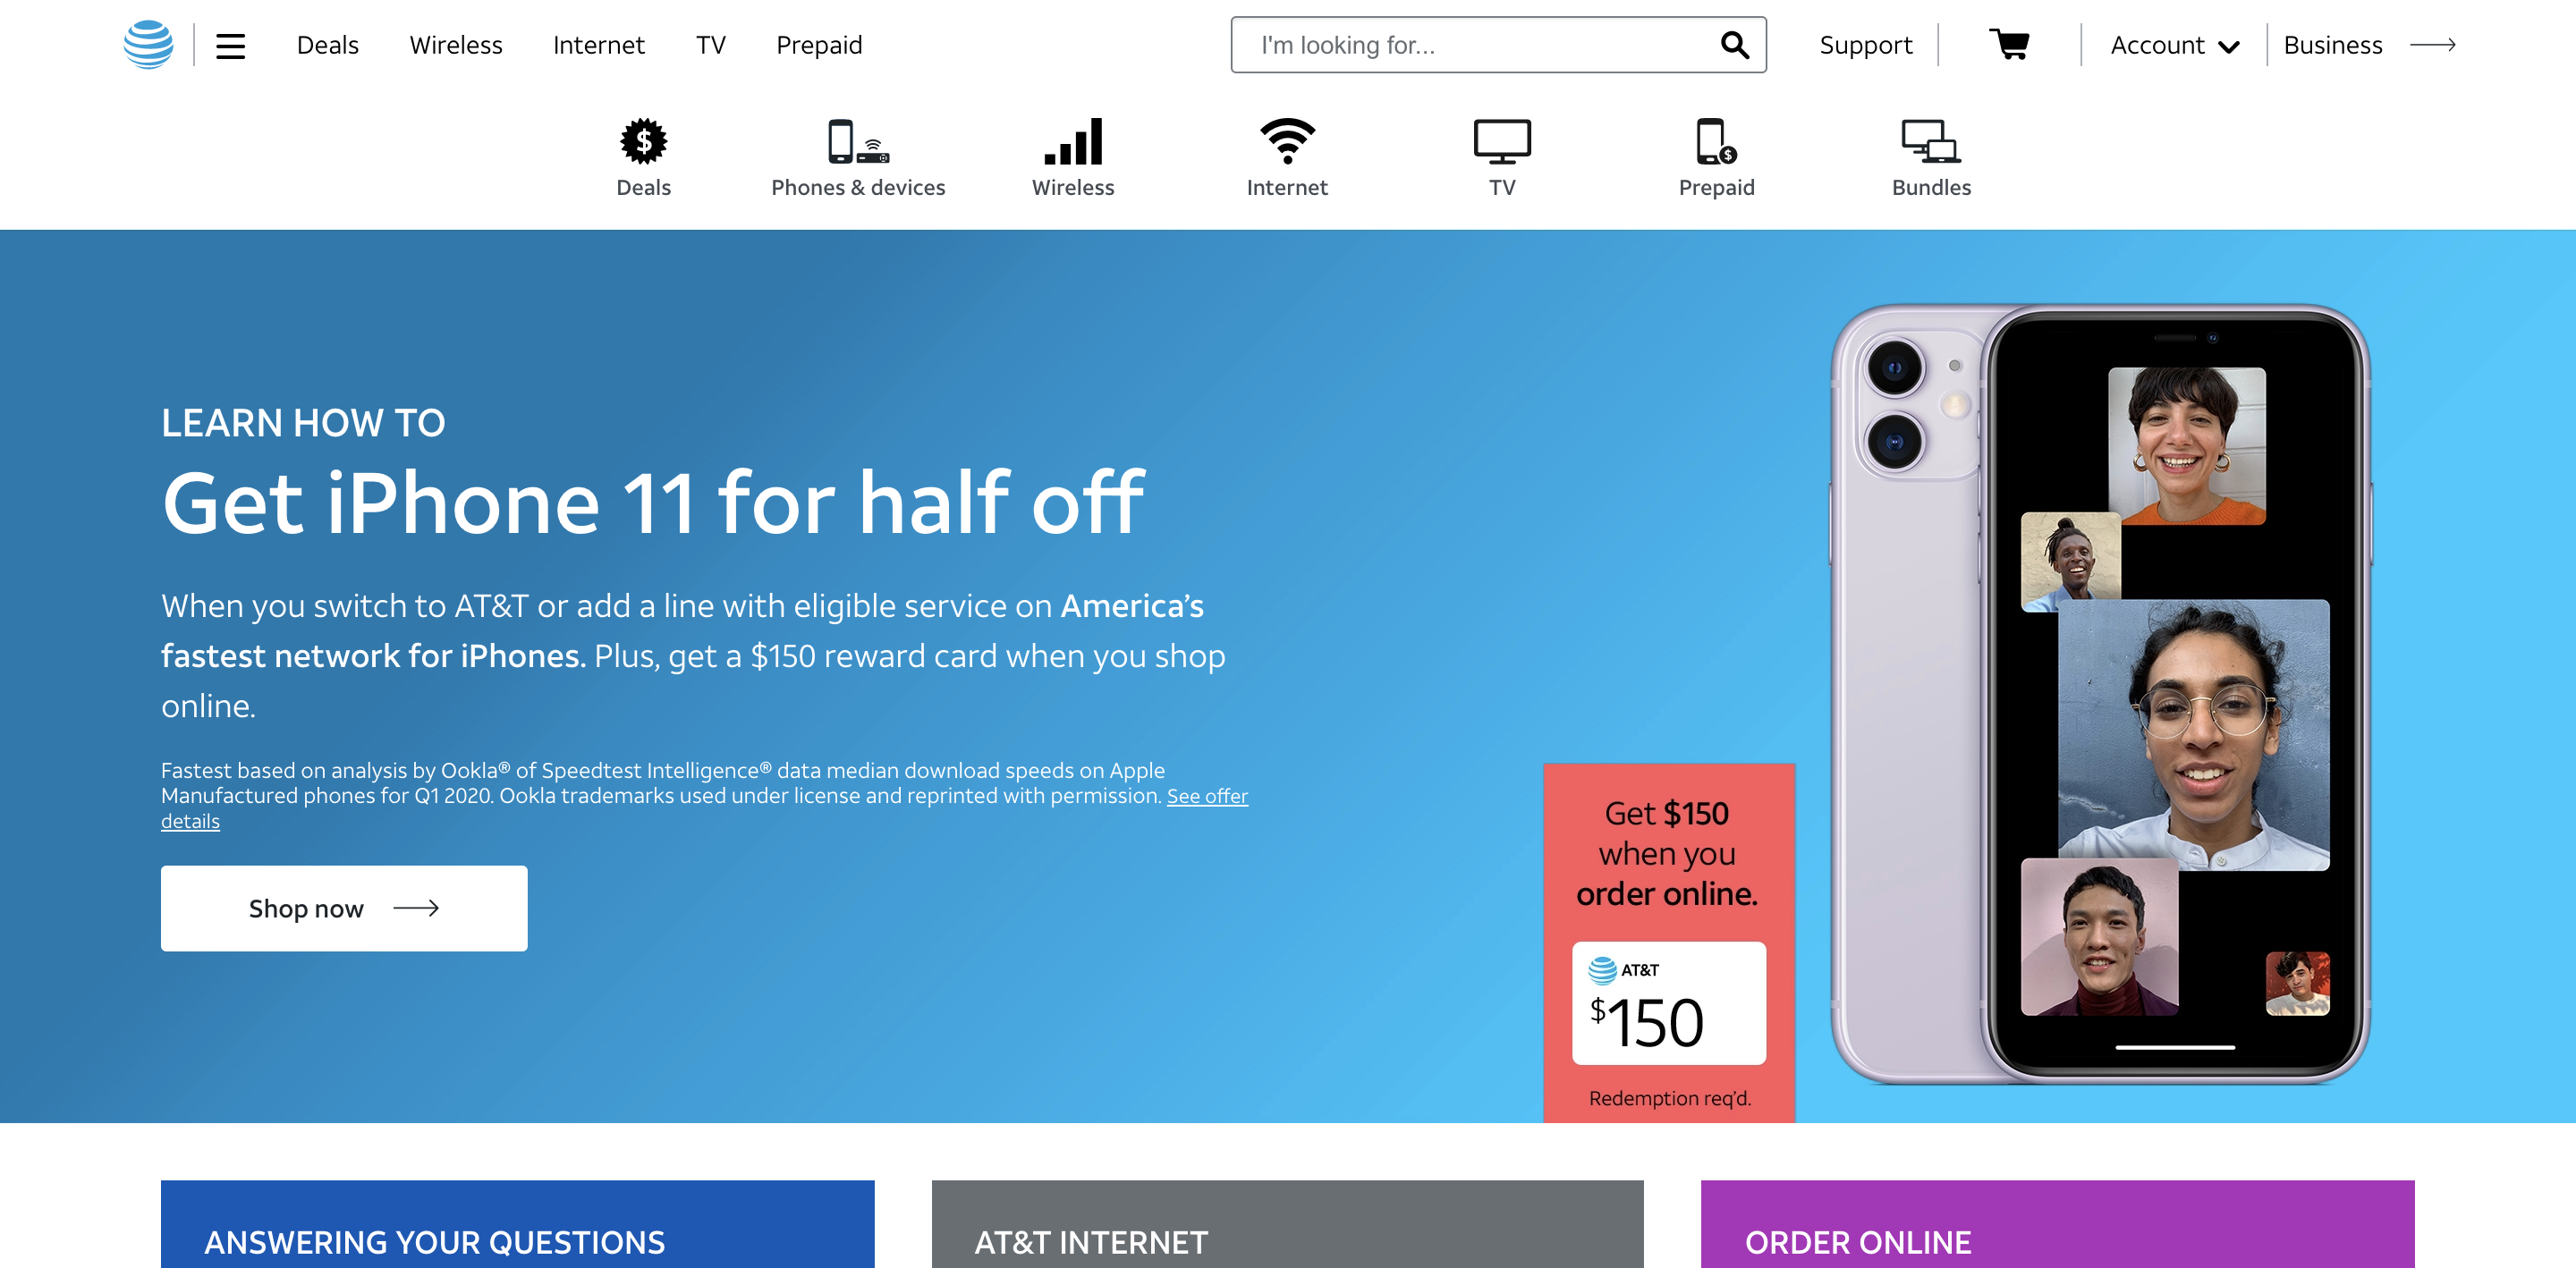 Deals Wireless Internet TV Prepaid I'm looking for... Support Account Business
Deals Phones & devices Wireless Internet TV Prepaid Bundles
LEARN HOW TO
Get iPhone 11 for half off
When you switch to AT&T or add a line with eligible service on America’s
fastest network for iPhones. Plus, get a $150 reward card when you shop
online.
Fastest based on analysis by Ookla® of Speedtest Intelligence® data median download speeds on Apple
Manufactured phones for Q1 2020. Ookla trademarks used under license and reprinted with permission. See offer
details
Shop now
Get $150
when you
order online.
AT&T
$150
Redemption req’d.
ANSWERING YOUR QUESTIONS
AT&T INTERNET
ORDER ONLINE